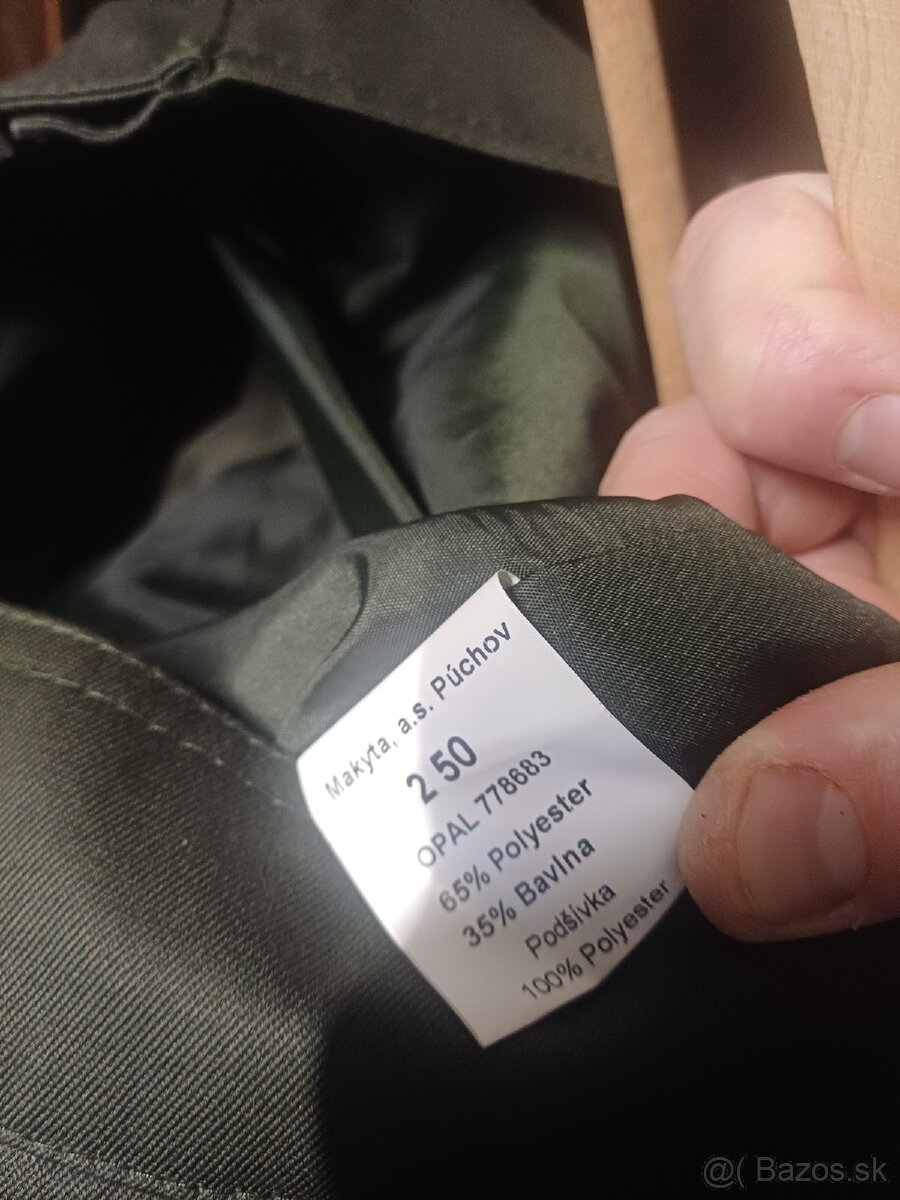 Makyta, a.s. Púchov
2 50
OPAL 778683
65% Polyester
35% Bavlna
Podšívka
100% Polyester
@( Bazos.sk